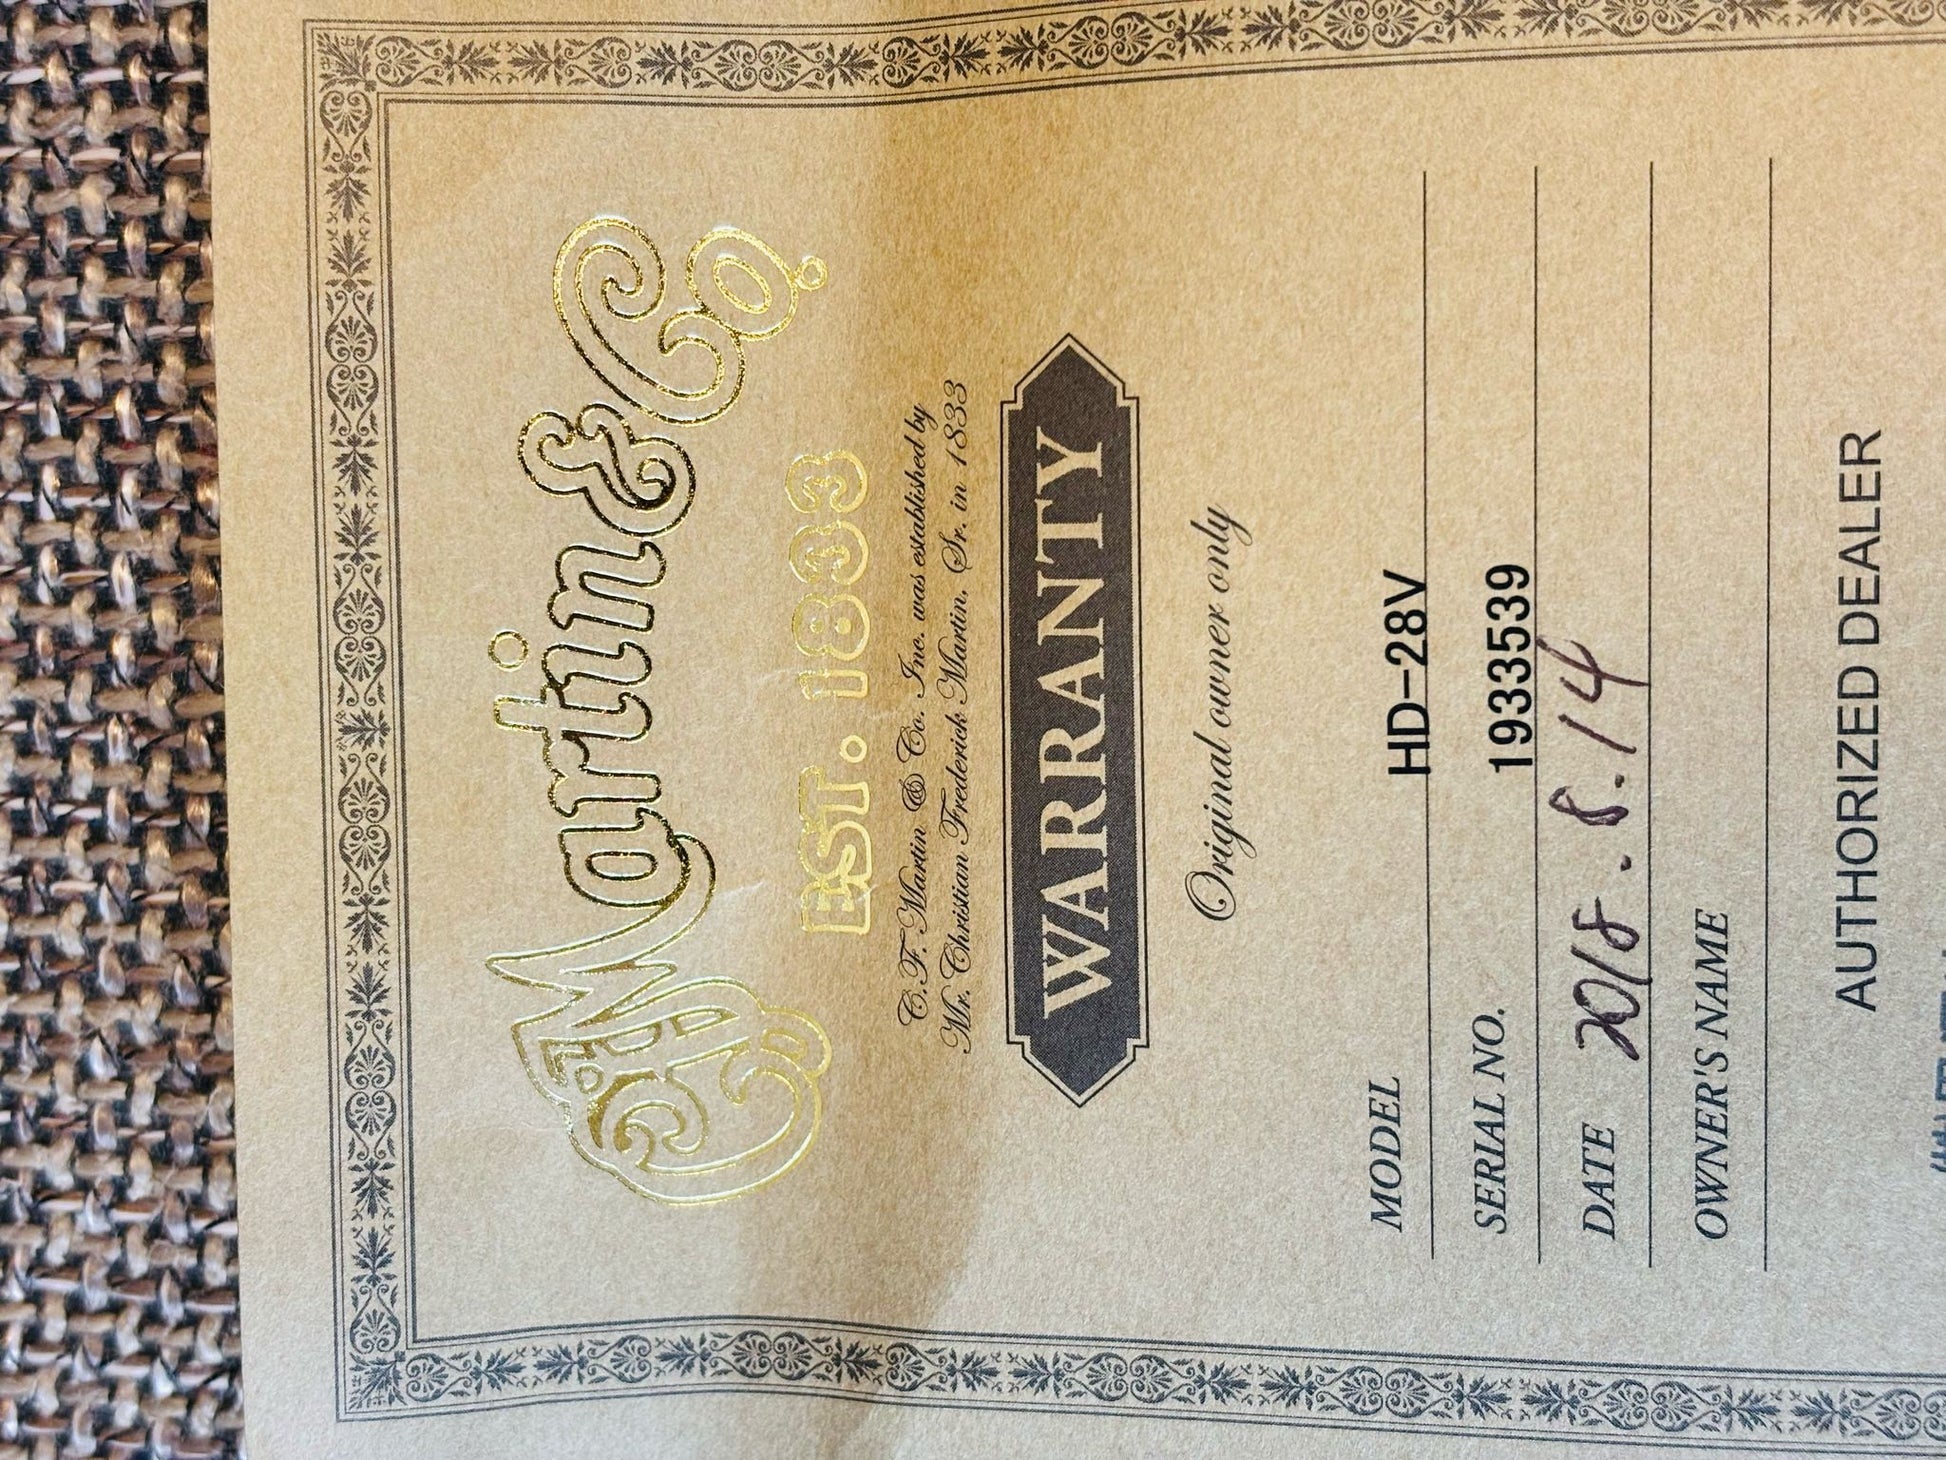 CFM
Martin & Co.
EST. 1833
C.F. Martin & Co. Inc. was established by
Mr. Christian Frederick Martin, Sr. in 1833
WARRANTY
Original owner only
MODEL HD-28V
SERIAL NO. 1933539
DATE 2018.8.14
OWNER'S NAME
AUTHORIZED DEALER